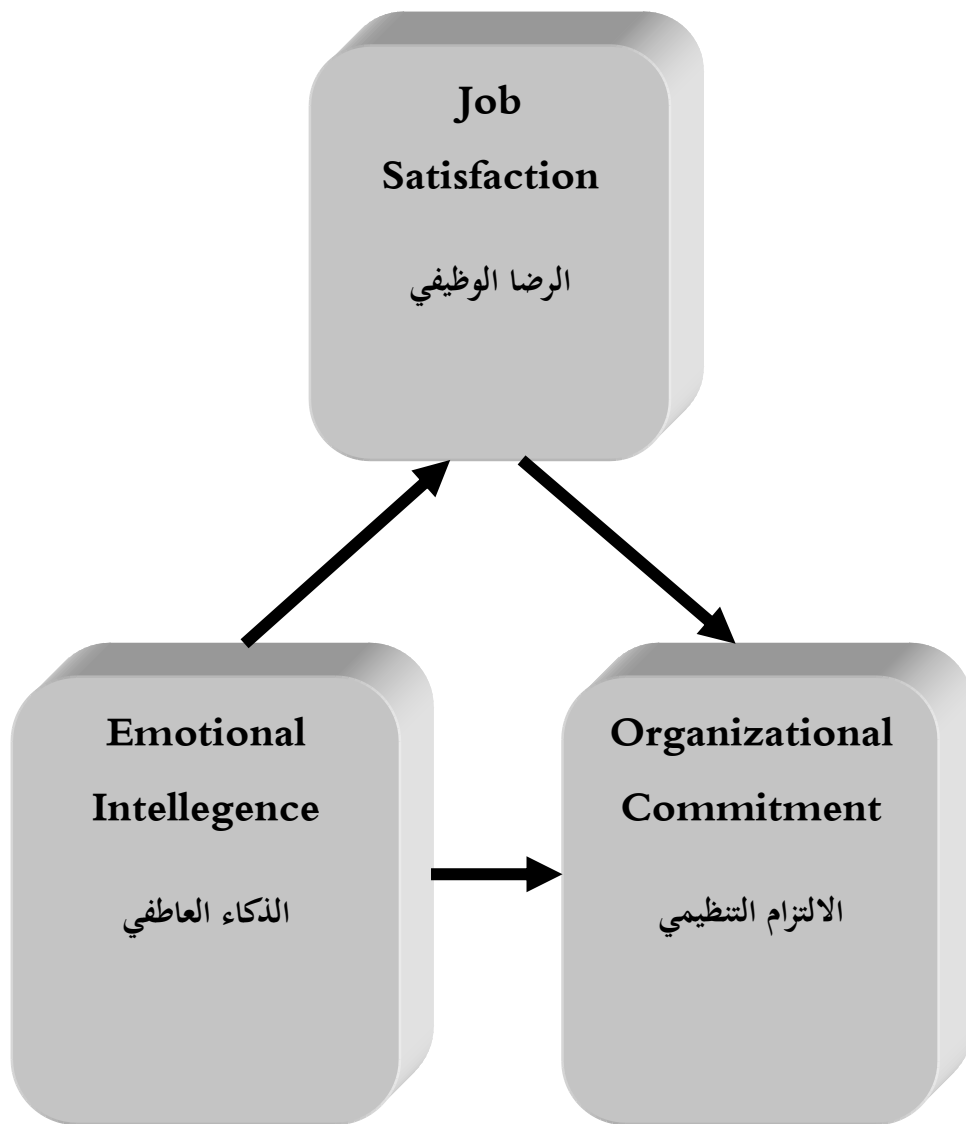 Job
Satisfaction
الرضا الوظيفي
Emotional
Intellegence
الذكاء العاطفي
Organizational
Commitment
الالتزام التنظيمي